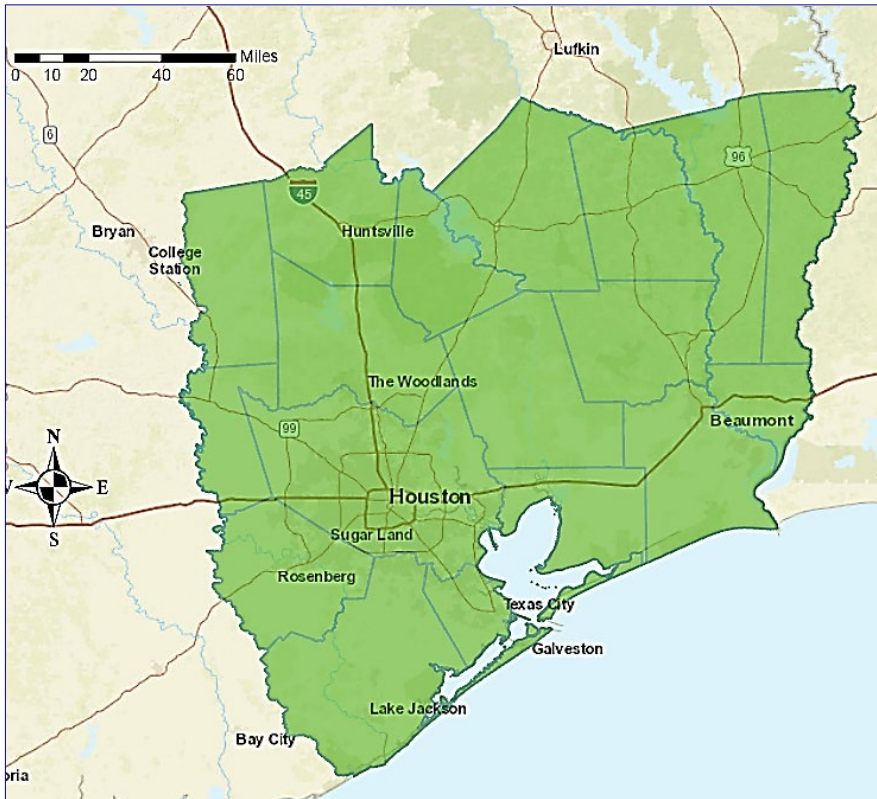 Lufkin
Miles
0 10 20 40 60
6
96
45
Bryan
Huntsville
College
Station
The Woodlands
Beaumont
99
N
E
Houston
S
Sugar Land
Rosenberg
Texas City
Galveston
Lake Jackson
Bay City
oria